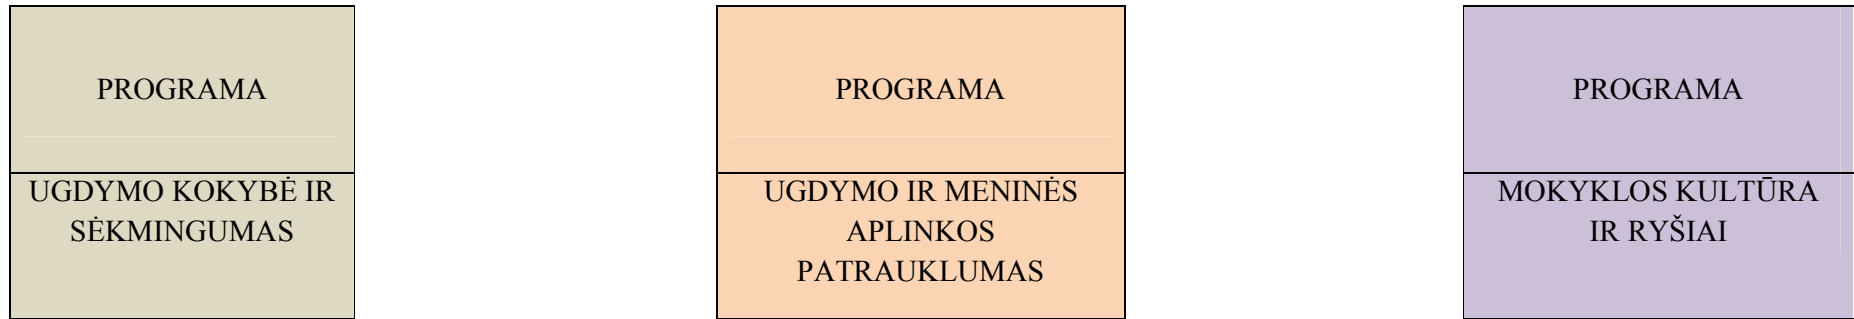 PROGRAMA
UGDYMO KOKYBĖ IR
SĖKMINGUMAS
PROGRAMA
UGDYMO IR MENINĖS
APLINKOS
PATRAUKLUMAS
PROGRAMA
MOKYKLOS KULTŪRA
IR RYŠIAI